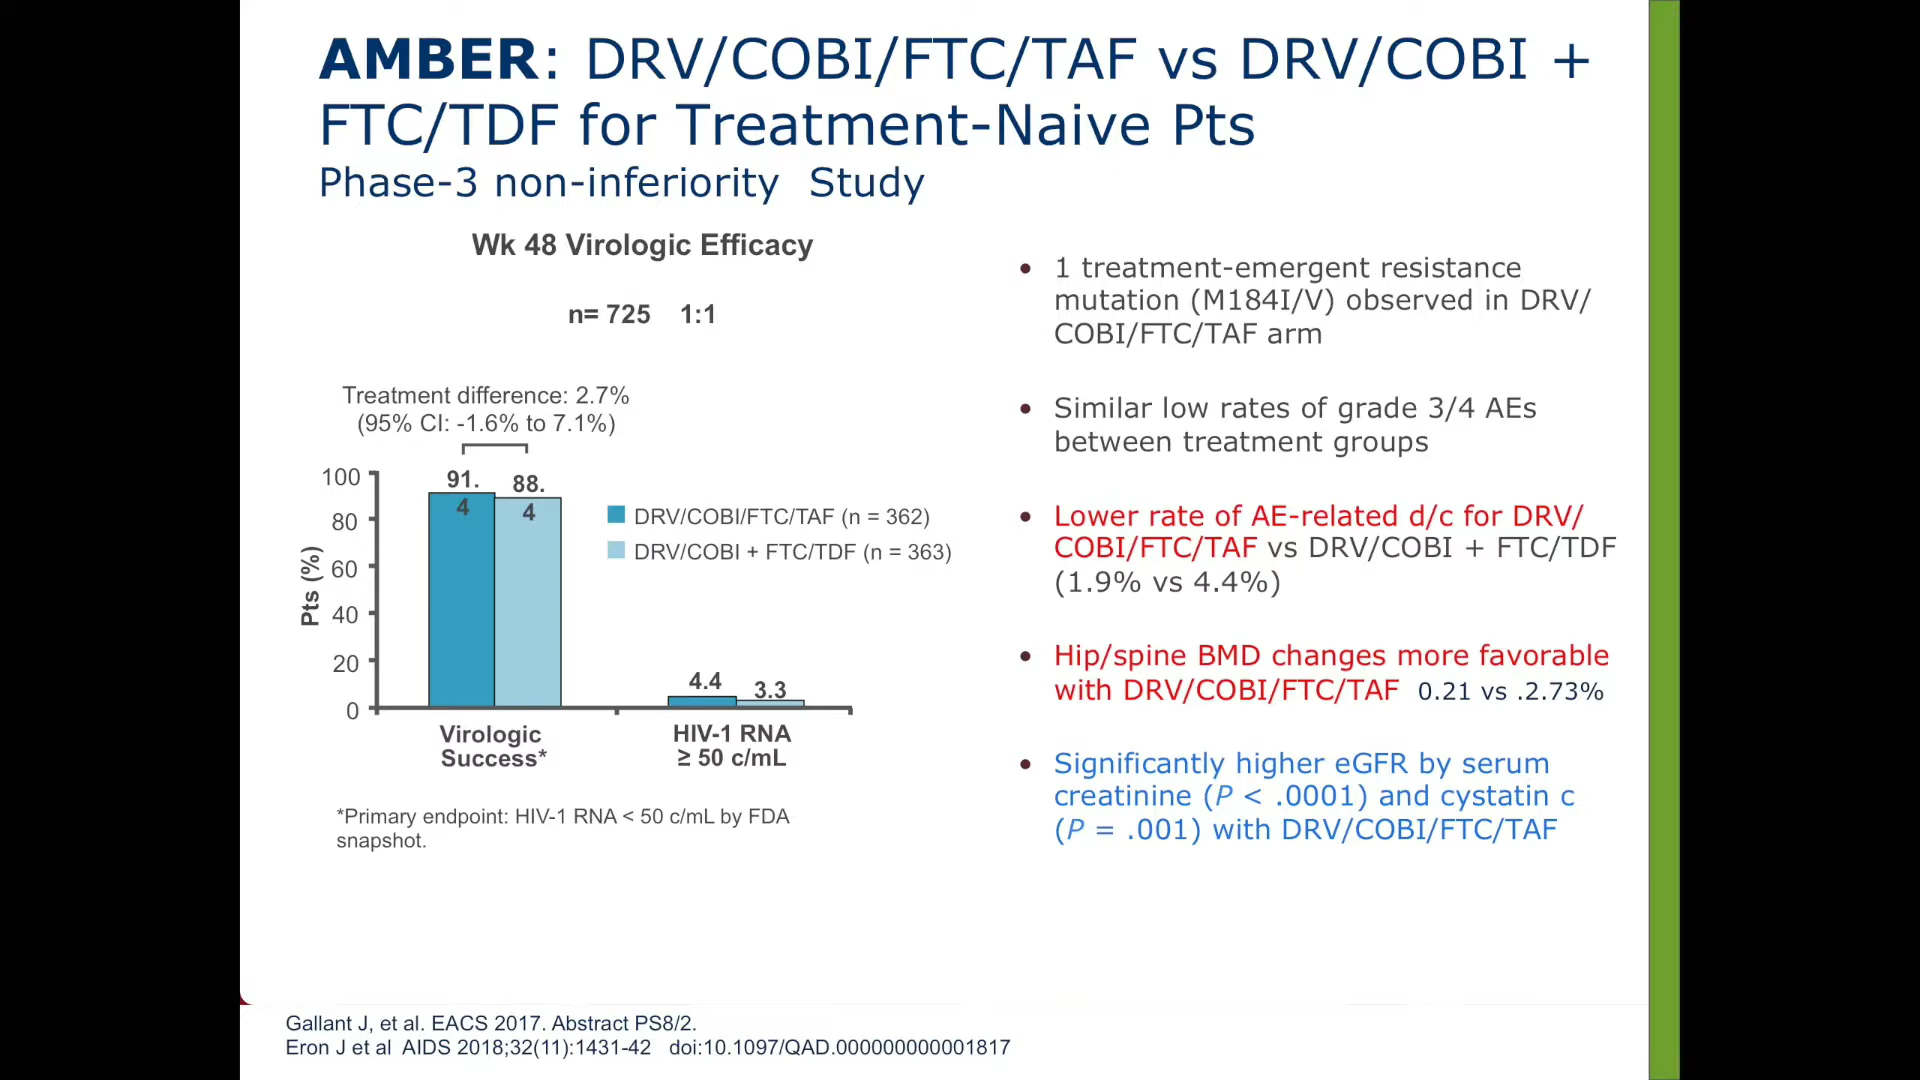 AMBER: DRV/COBI/FTC/TAF vs DRV/COBI +
FTC/TDF for Treatment-Naive Pts
Phase-3 non-inferiority Study
Wk 48 Virologic Efficacy
n= 725 1:1
Treatment difference: 2.7%
(95% CI: -1.6% to 7.1%)
100
80
60
40
20
0
Pts (%)
91.
4
88.
4
DRV/COBI/FTC/TAF (n = 362)
DRV/COBI + FTC/TDF (n = 363)
4.4
3.3
Virologic
Success*
HIV-1 RNA
≥ 50 c/mL
*Primary endpoint: HIV-1 RNA < 50 c/mL by FDA
snapshot.
• 1 treatment-emergent resistance
mutation (M184I/V) observed in DRV/
COBI/FTC/TAF arm
• Similar low rates of grade 3/4 AEs
between treatment groups
• Lower rate of AE-related d/c for DRV/
COBI/FTC/TAF vs DRV/COBI + FTC/TDF
(1.9% vs 4.4%)
• Hip/spine BMD changes more favorable
with DRV/COBI/FTC/TAF 0.21 vs .2.73%
• Significantly higher eGFR by serum
creatinine (P < .0001) and cystatin c
(P = .001) with DRV/COBI/FTC/TAF
Gallant J, et al. EACS 2017. Abstract PS8/2.
Eron J et al AIDS 2018;32(11):1431-42 doi:10.1097/QAD.000000000001817